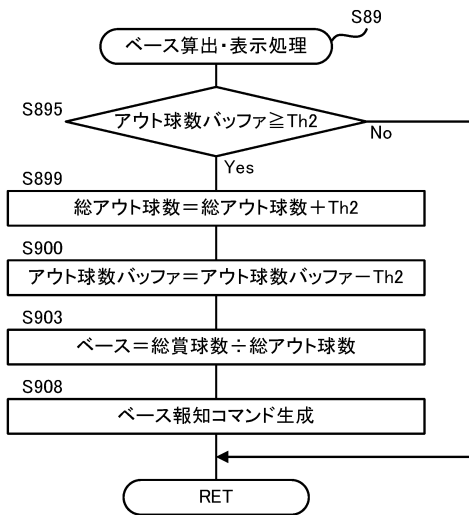 S89
ベース算出・表示処理
S895
アウト球数バッファ≧Th2
No
Yes
S899
総アウト球数＝総アウト球数＋Th2
S900
アウト球数バッファ＝アウト球数バッファ－Th2
S903
ベース＝総賞球数÷総アウト球数
S908
ベース報知コマンド生成
RET